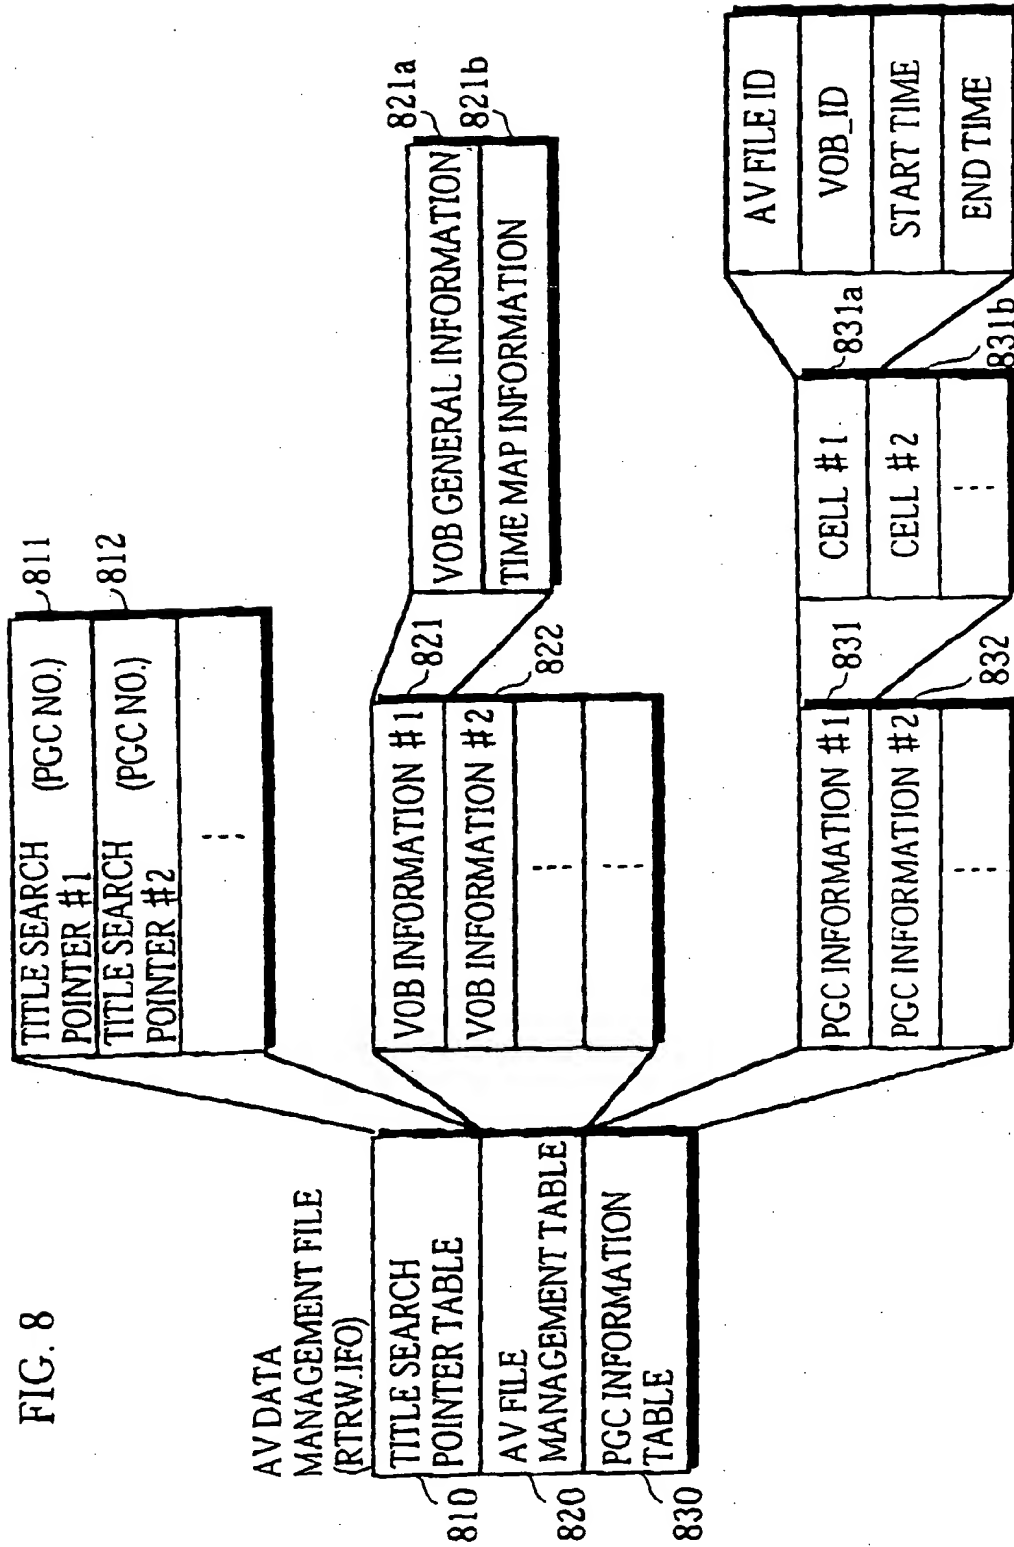 FIG. 8
AV DATA
MANAGEMENT FILE
(RTRW.IFO)
TITLE SEARCH
POINTER TABLE
AV FILE
MANAGEMENT TABLE
PGC INFORMATION
TABLE
810
820
830
TITLE SEARCH (PGC NO.)
POINTER #1
TITLE SEARCH (PGC NO.)
POINTER #2
811
812
VOB INFORMATION #1
VOB INFORMATION #2
821
822
VOB GENERAL INFORMATION
TIME MAP INFORMATION
821a
821b
PGC INFORMATION #1
PGC INFORMATION #2
831
832
CELL #1
CELL #2
831a
831b
AV FILE ID
VOB_ID
START TIME
END TIME